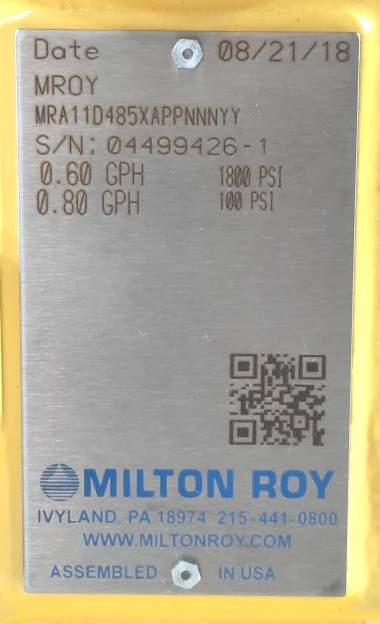 Date 08/21/18
MROY
MRA11D485XAPPNNNYY
S/N: 04499426-1
0.60 GPH 1800 PSI
0.80 GPH 100 PSI
MILTON ROY
IVYLAND, PA 18974 215-441-0800
WWW.MILTONROY.COM
ASSEMBLED IN USA